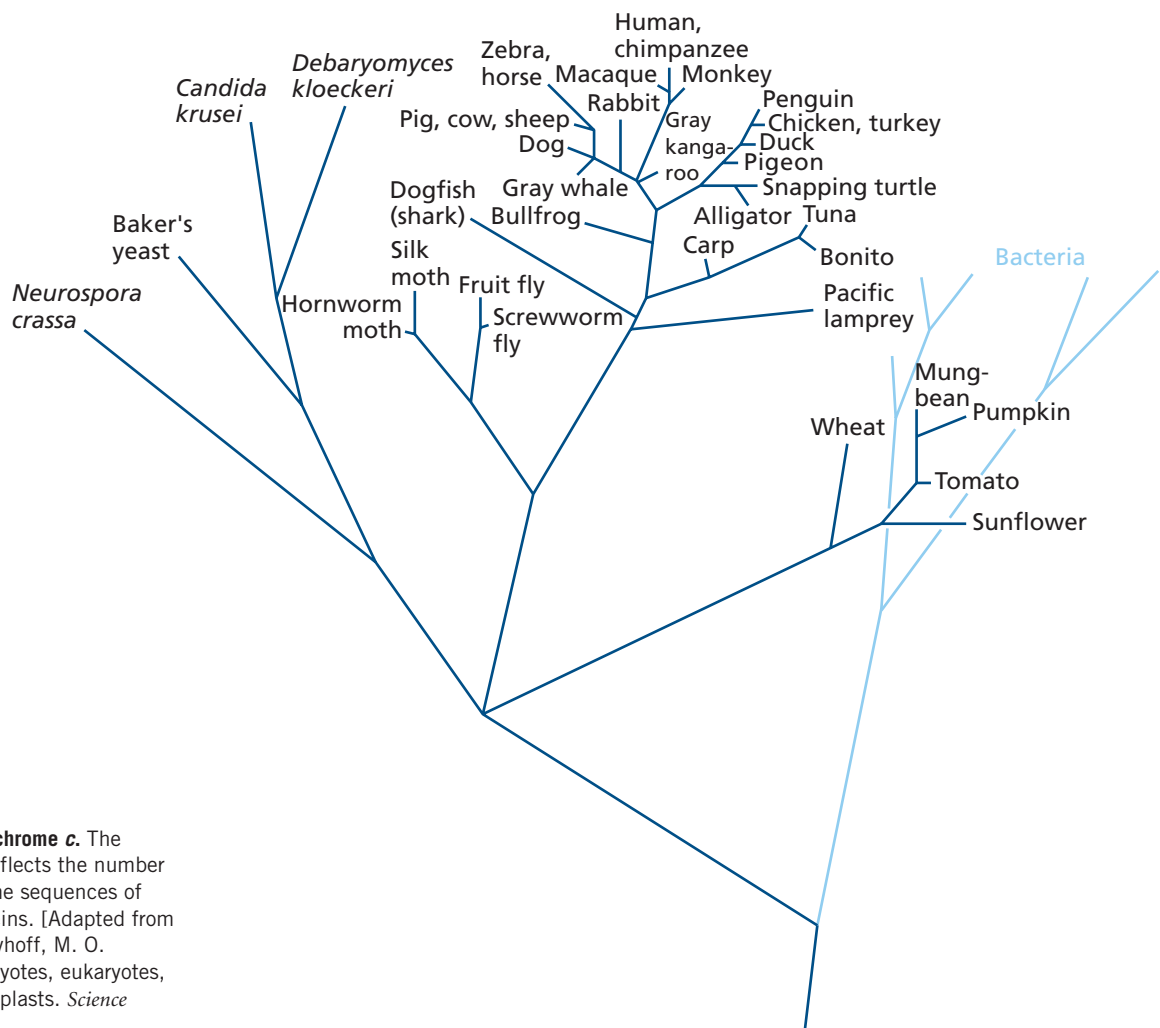 Human,
chimpanzee
Zebra,
horse
Macaque
Monkey
Debaryomyces
kloeckeri
Candida
krusei
Rabbit
Penguin
Pig, cow, sheep
Gray
kanga-
roo
Chicken, turkey
Dog
Duck
Pigeon
Gray whale
Snapping turtle
Dogfish
(shark)
Bullfrog
Alligator
Tuna
Baker's
yeast
Silk
moth
Carp
Bonito
Bacteria
Fruit fly
Neurospora
crassa
Hornworm
moth
Screwworm
fly
Pacific
lamprey
Mung-
bean
Pumpkin
Wheat
Tomato
Sunflower
chrome c. The
flects the number
ne sequences of
ins. [Adapted from
yhoff, M. O.
yotes, eukaryotes,
plasts. Science